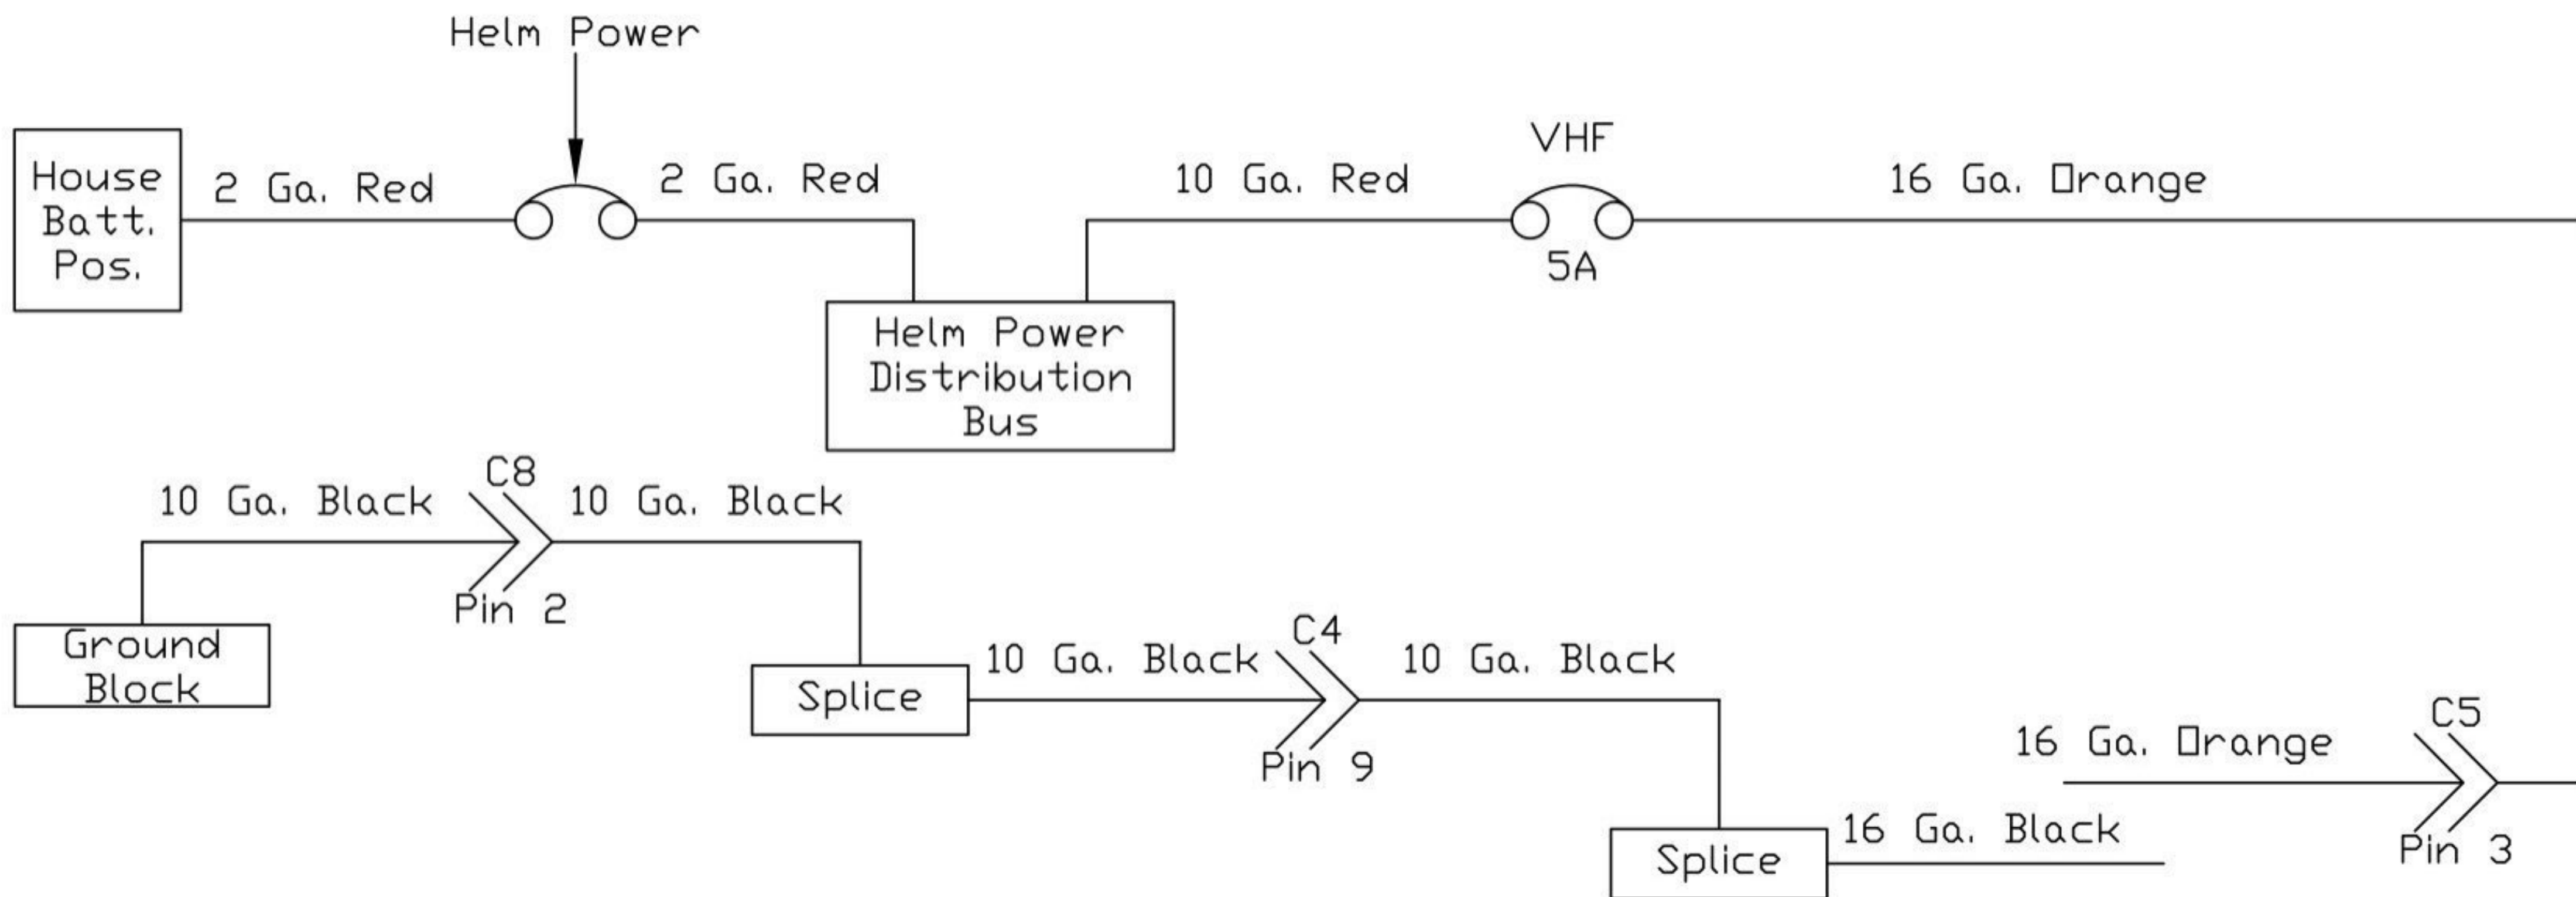 Helm Power
House
Batt.
Pos.
2 Ga. Red
2 Ga. Red
10 Ga. Red
VHF
5A
16 Ga. Orange
Helm Power
Distribution
Bus
10 Ga. Black
C8
Pin 2
10 Ga. Black
Ground
Block
Splice
10 Ga. Black
C4
Pin 9
10 Ga. Black
Splice
16 Ga. Black
16 Ga. Orange
C5
Pin 3